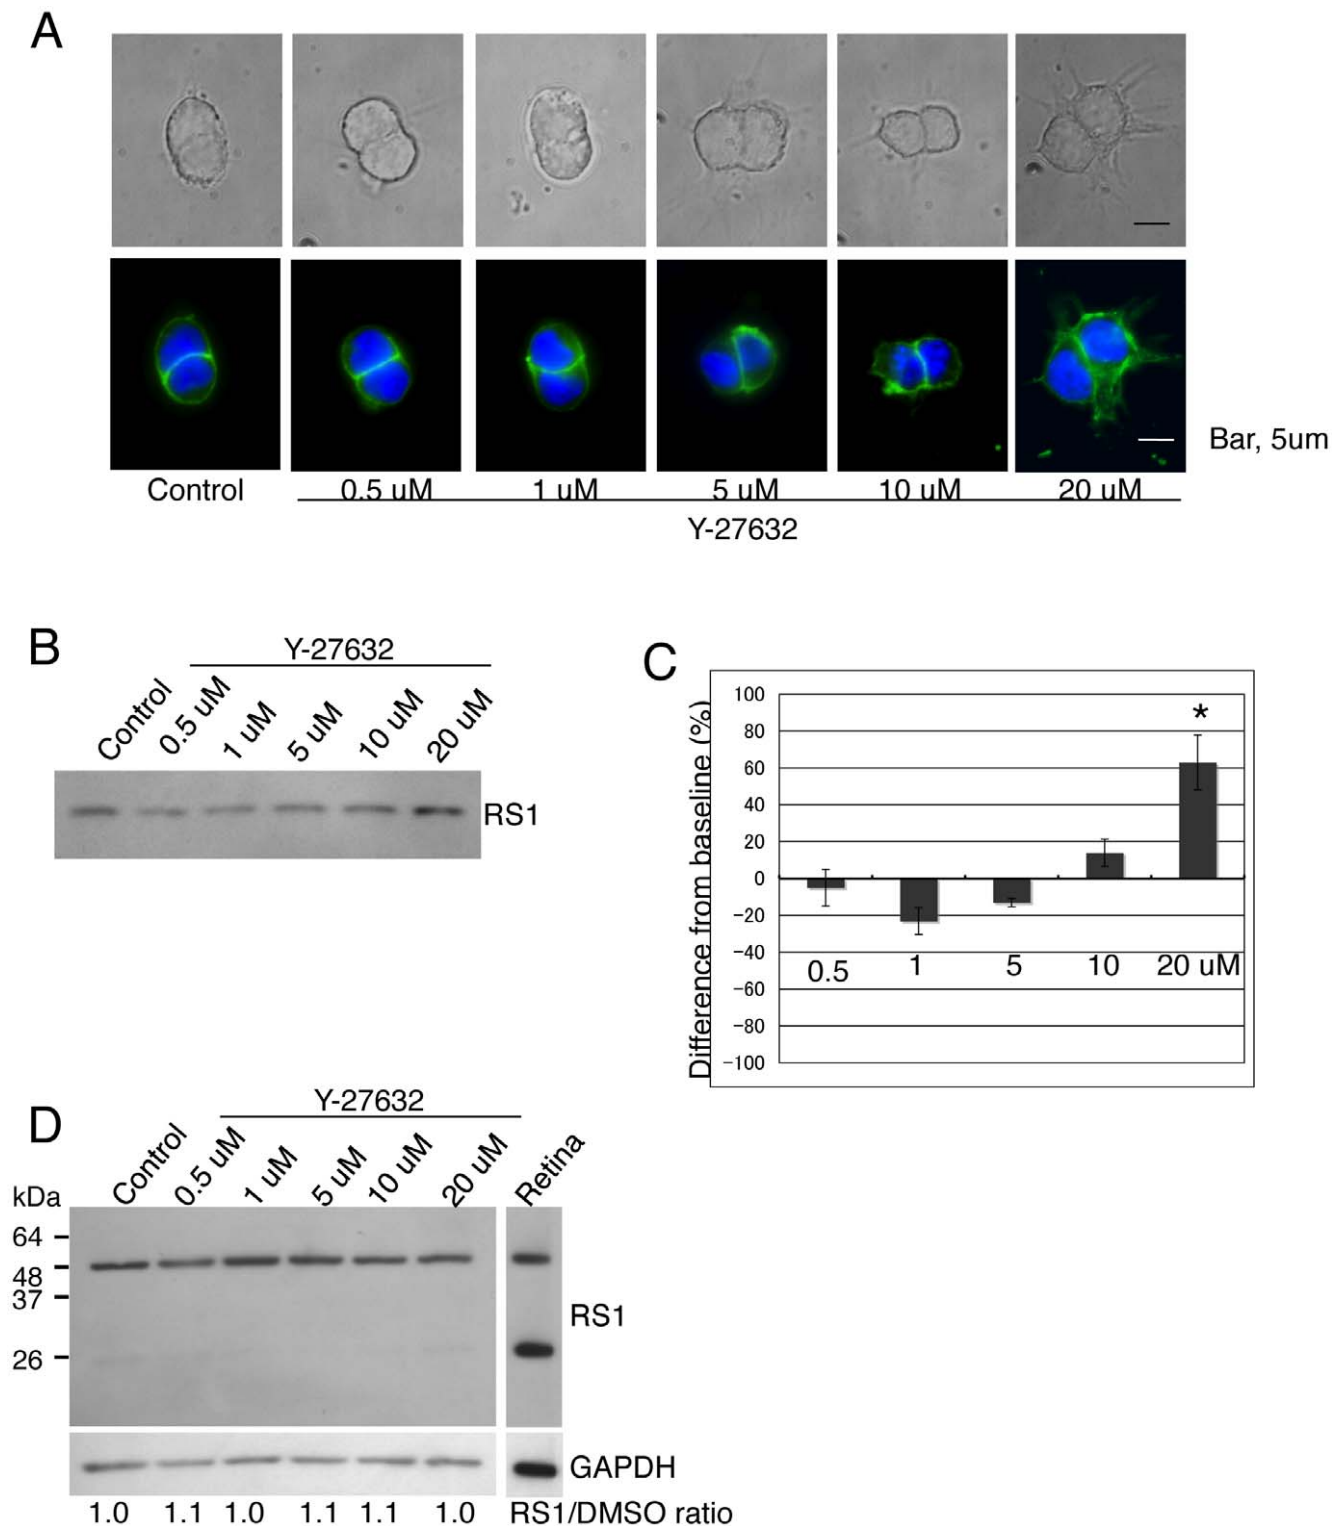 A
Bar, 5um
Control 0.5 uM 1 uM 5 uM 10 uM 20 uM
Y-27632
B
Y-27632
Control 0.5 uM 1 uM 5 uM 10 uM 20 uM
RS1
C
Difference from baseline (%)
100
80
60
40
20
0
−20
−40
−60
−80
−100
*
0.5 1 5 10 20 uM
D
Y-27632
Control 0.5 uM 1 uM 5 uM 10 uM 20 uM Retina
kDa
64
48
37
26
RS1
GAPDH
1.0 1.1 1.0 1.1 1.1 1.0 RS1/DMSO ratio